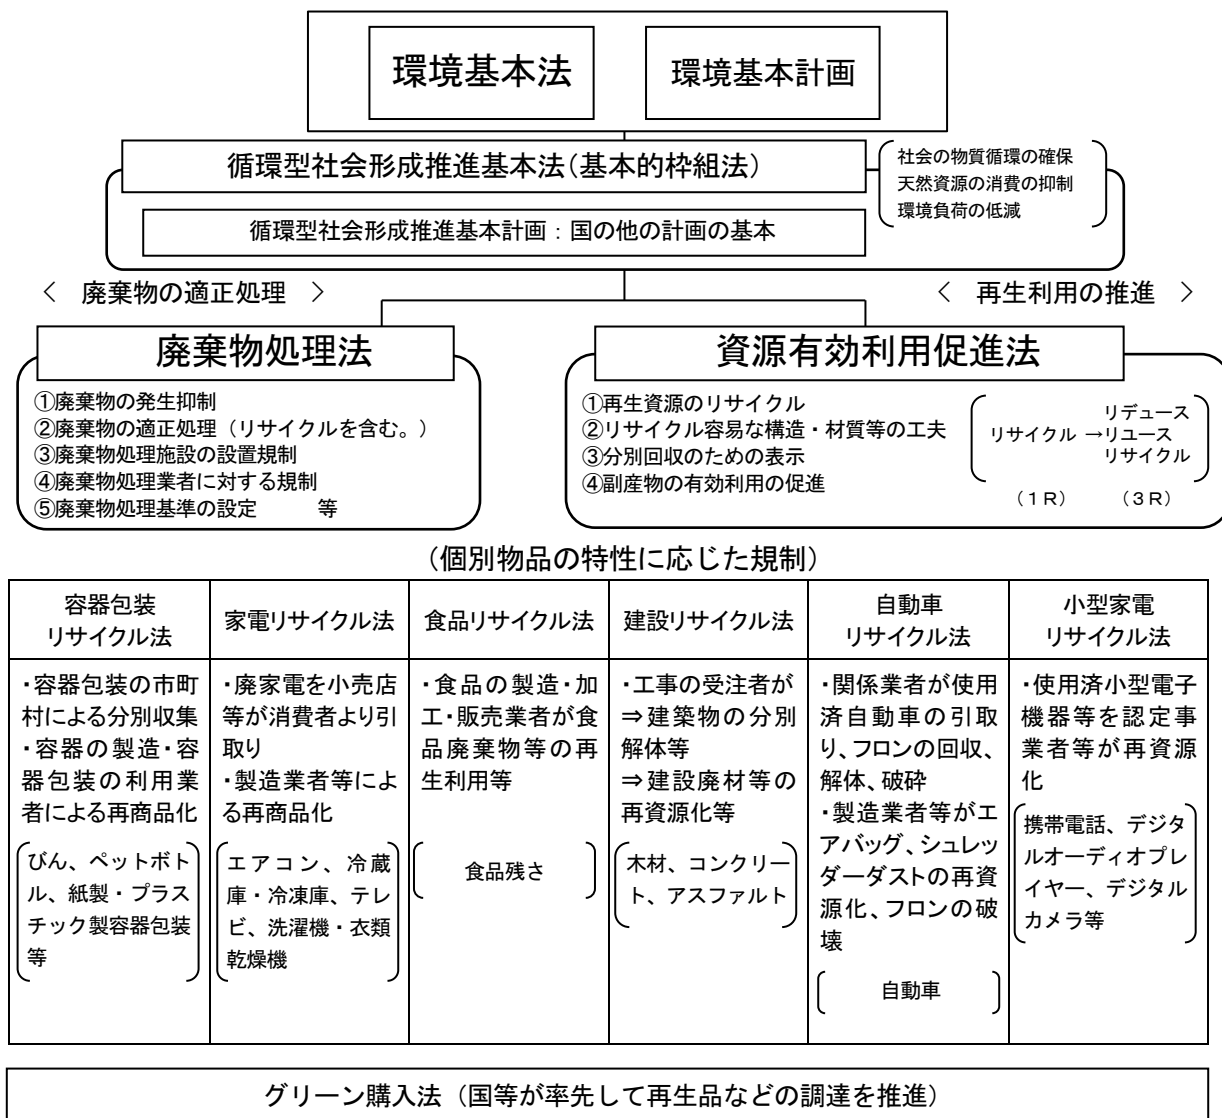 環境基本法
環境基本計画
循環型社会形成推進基本法（基本的枠組法）
社会の物質循環の確保
天然資源の消費の抑制
環境負荷の低減
循環型社会形成推進基本計画：国の他の計画の基本
〈 廃棄物の適正処理 〉
〈 再生利用の推進 〉
廃棄物処理法
①廃棄物の発生抑制
②廃棄物の適正処理（リサイクルを含む。）
③廃棄物処理施設の設置規制
④廃棄物処理業者に対する規制
⑤廃棄物処理基準の設定　　等
資源有効利用促進法
①再生資源のリサイクル
②リサイクル容易な構造・材質等の工夫
③分別回収のための表示
④副産物の有効利用の促進
リデュース
リサイクル →リユース
リサイクル
（１Ｒ）　（３Ｒ）
（個別物品の特性に応じた規制）
容器包装
リサイクル法
・容器包装の市町
村による分別収集
・容器の製造・容
器包装の利用業
者による再商品化
びん、ペットボト
ル、紙製・プラス
チック製容器包装
等
家電リサイクル法
・廃家電を小売店
等が消費者より引
取り
・製造業者等によ
る再商品化
エアコン、冷蔵
庫・冷凍庫、テレ
ビ、洗濯機・衣類
乾燥機
食品リサイクル法
・食品の製造・加
工・販売業者が食
品廃棄物等の再
生利用等
食品残さ
建設リサイクル法
・工事の受注者が
⇒建築物の分別
解体等
⇒建設廃材等の
再資源化等
木材、コンクリー
ト、アスファルト
自動車
リサイクル法
・関係業者が使用
済自動車の引取
り、フロンの回収、
解体、破砕
・製造業者等がエ
アバッグ、シュレッ
ダーダストの再資
源化、フロンの破
壊
自動車
小型家電
リサイクル法
・使用済小型電子
機器等を認定事
業者等が再資源
化
携帯電話、デジタ
ルオーディオプレ
イヤー、デジタル
カメラ等
グリーン購入法（国等が率先して再生品などの調達を推進）